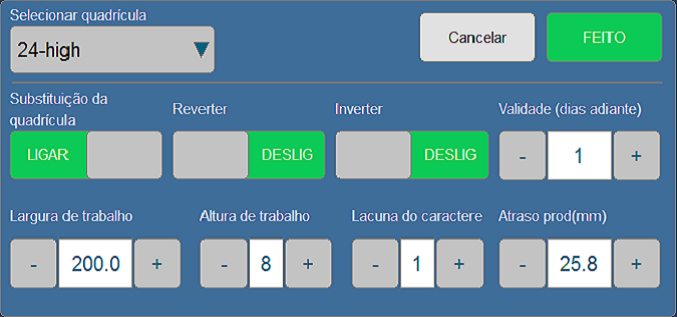 Selecionar quadrícula
24-high
Cancelar
FEITO
Substituição da
quadrícula
Reverter
Inverter
Validade (dias adiante)
LIGAR
DESLIG
DESLIG
- 1 +
Largura de trabalho
Altura de trabalho
Lacuna do caractere
Atraso prod(mm)
- 200.0 +
- 8 +
- 1 +
- 25.8 +